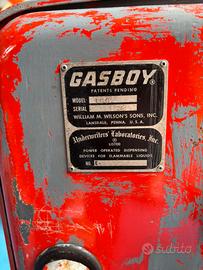 GASBOY
PATENTS PENDING
MODEL
SERIAL
WILLIAM M. WILSON'S SONS, INC.
LANSDALE, PENNA. U.S.A.
Underwriters' Laboratories, Inc.
LISTED
POWER OPERATED DISPENSING
DEVICES FOR FLAMMABLE LIQUIDS
NO.
subito